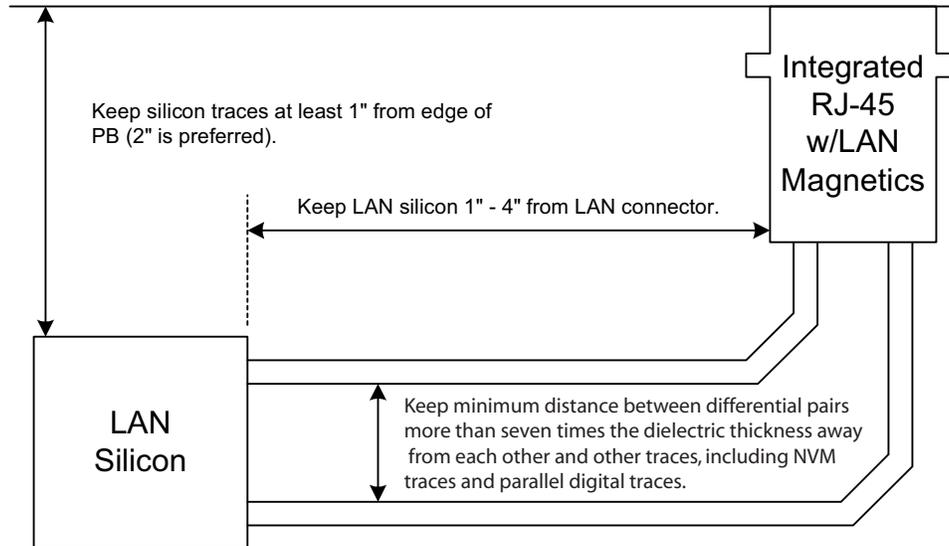 Integrated
RJ-45
w/LAN
Magnetics
Keep silicon traces at least 1" from edge of
PB (2" is preferred).
Keep LAN silicon 1" - 4" from LAN connector.
LAN
Silicon
Keep minimum distance between differential pairs
more than seven times the dielectric thickness away
from each other and other traces, including NVM
traces and parallel digital traces.